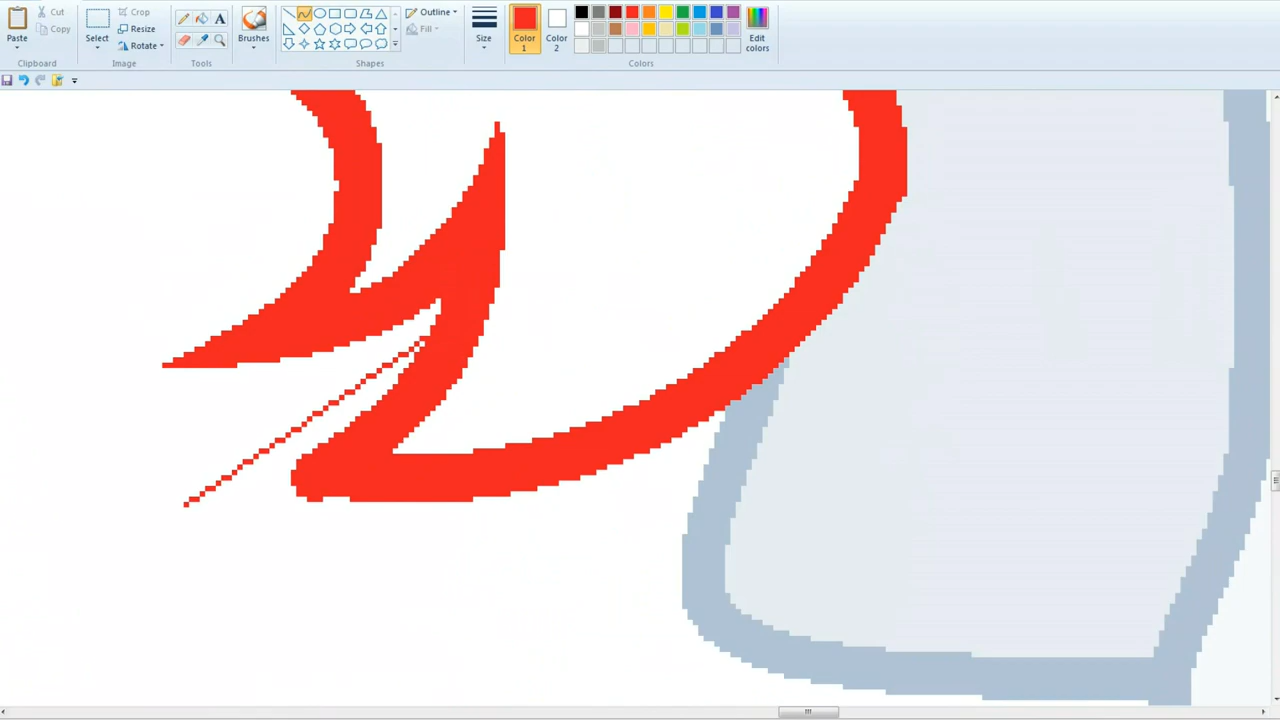 Paste
Cut
Copy
Clipboard
Select
Crop
Resize
Rotate
Image
A
Tools
Brushes
Outline
Fill
Shapes
Size
Color
1
Color
2
Colors
Edit
colors